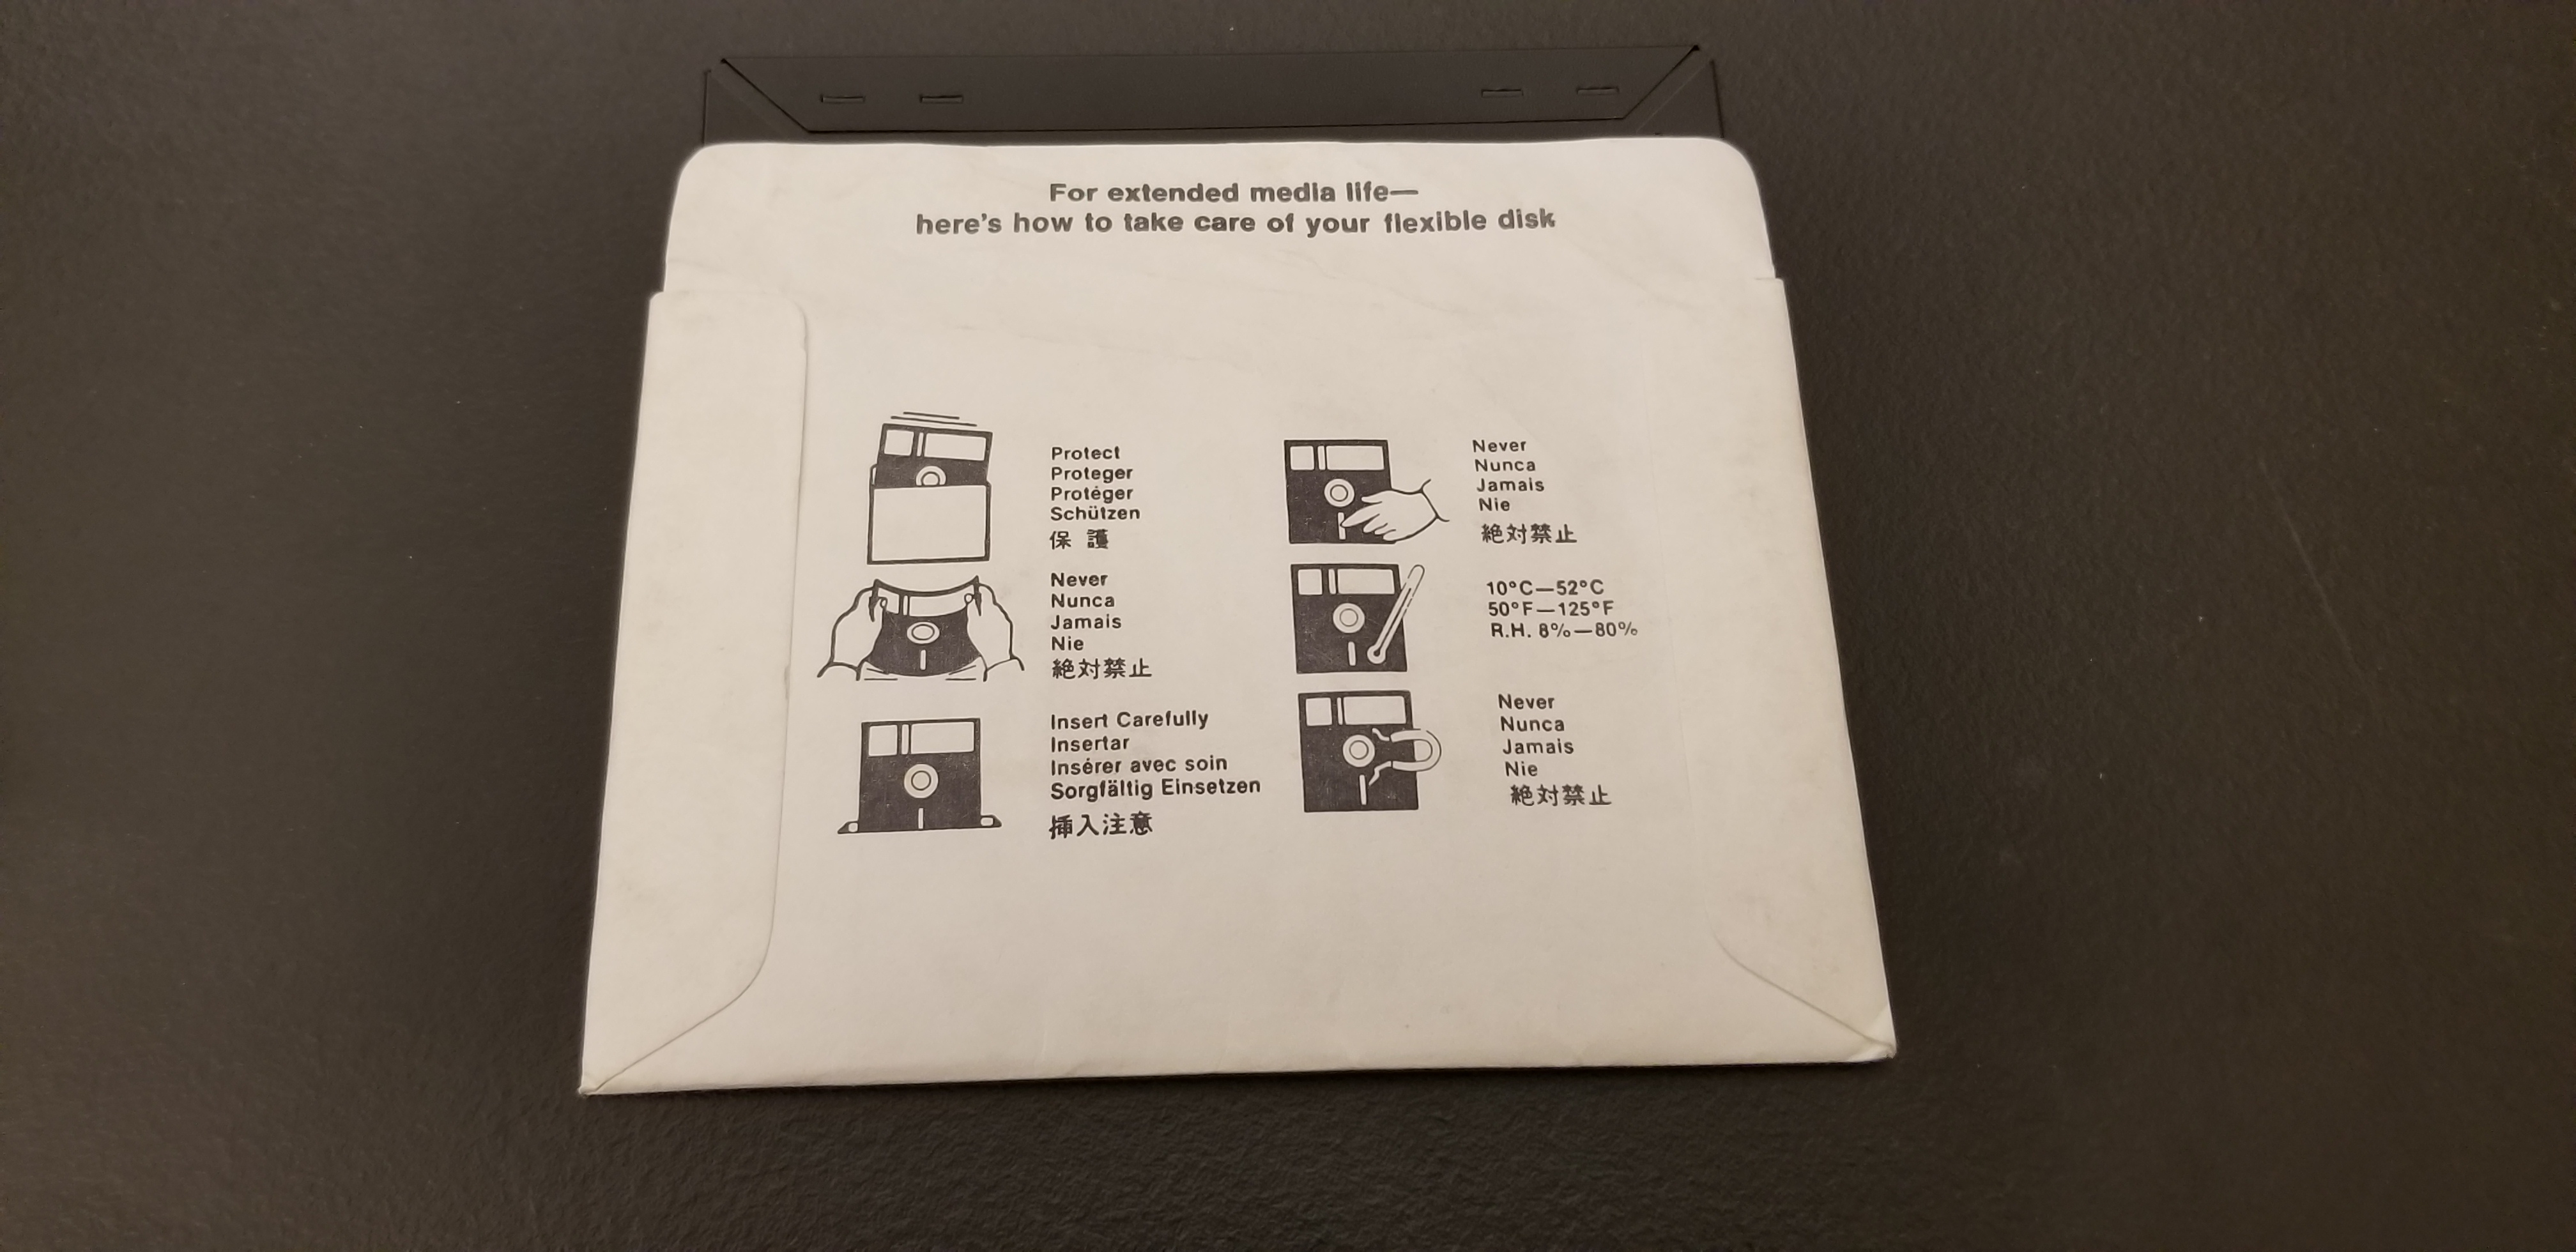 For extended media life—
here's how to take care of your flexible disk
Protect
Proteger
Protéger
Schützen
保 護
Never
Nunca
Jamais
Nie
絶対禁止
Insert Carefully
Insertar
Insérer avec soin
Sorgfältig Einsetzen
挿入注意
Never
Nunca
Jamais
Nie
絶対禁止
10°C—52°C
50°F—125°F
R.H. 8%—80%
Never
Nunca
Jamais
Nie
絶対禁止